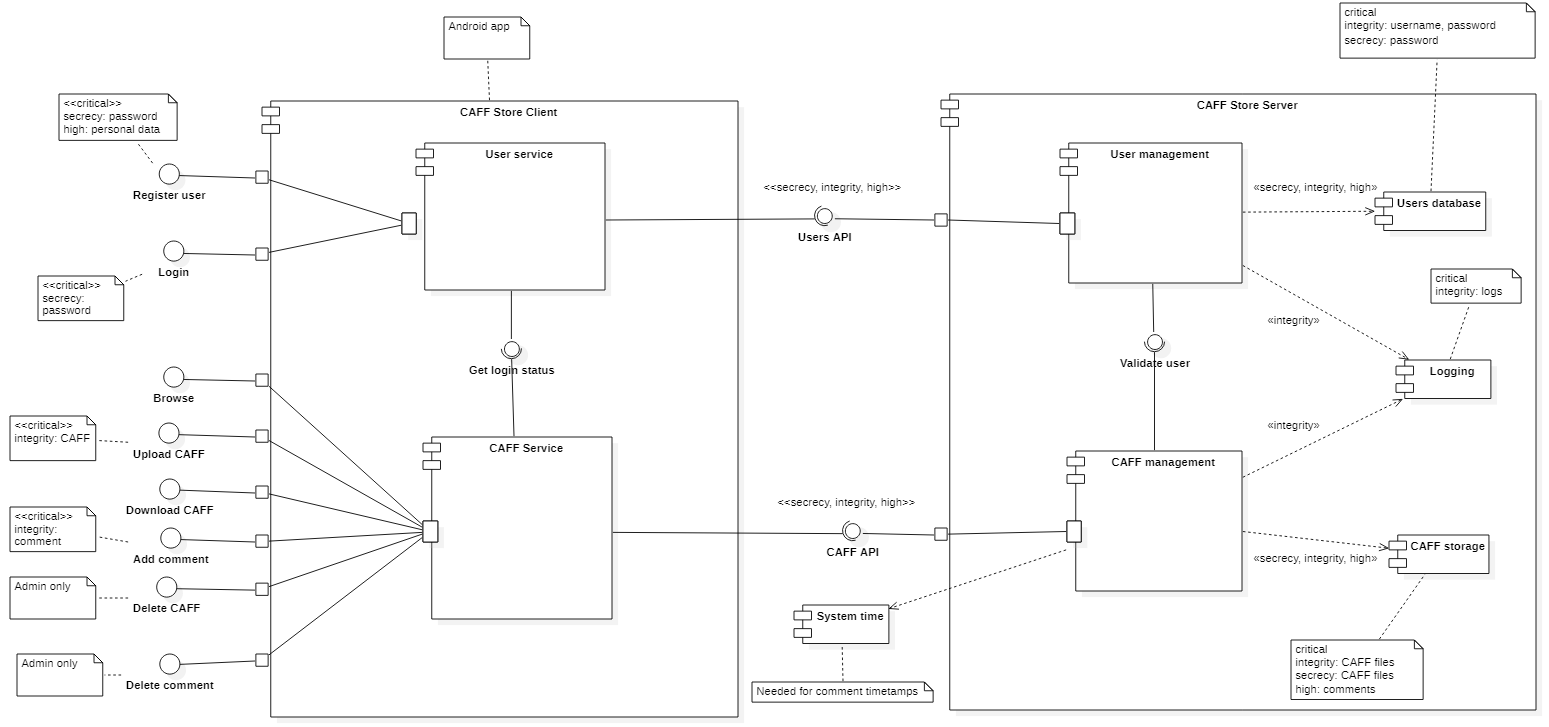 critical
integrity: username, password
secrecy: password
Android app
<<critical>>
secrecy: password
high: personal data
CAFF Store Client
CAFF Store Server
User service
User management
Register user
<<secrecy, integrity, high>>
Users API
«secrecy, integrity, high»
Users database
Login
<<critical>>
secrecy:
password
critical
integrity: logs
«integrity»
Get login status
Validate user
Logging
Browse
<<critical>>
integrity: CAFF
Upload CAFF
«integrity»
CAFF Service
CAFF management
Download CAFF
<<secrecy, integrity, high>>
CAFF API
<<critical>>
integrity:
comment
Add comment
CAFF storage
«secrecy, integrity, high»
Admin only
Delete CAFF
System time
Admin only
Delete comment
Needed for comment timetamps
critical
integrity: CAFF files
secrecy: CAFF files
high: comments